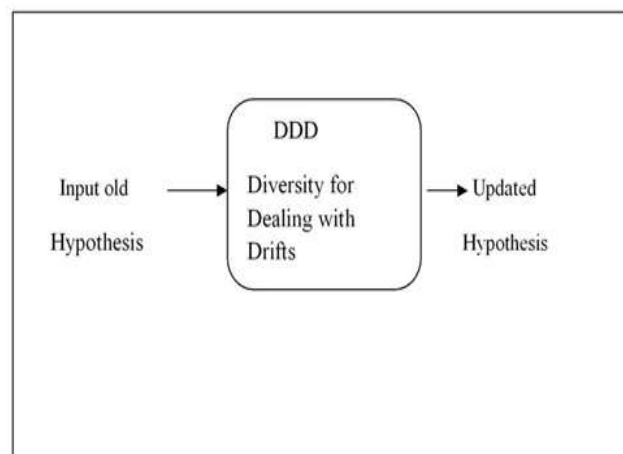 DDD
Input old
Hypothesis
Diversity for
Dealing with
Drifts
Updated
Hypothesis